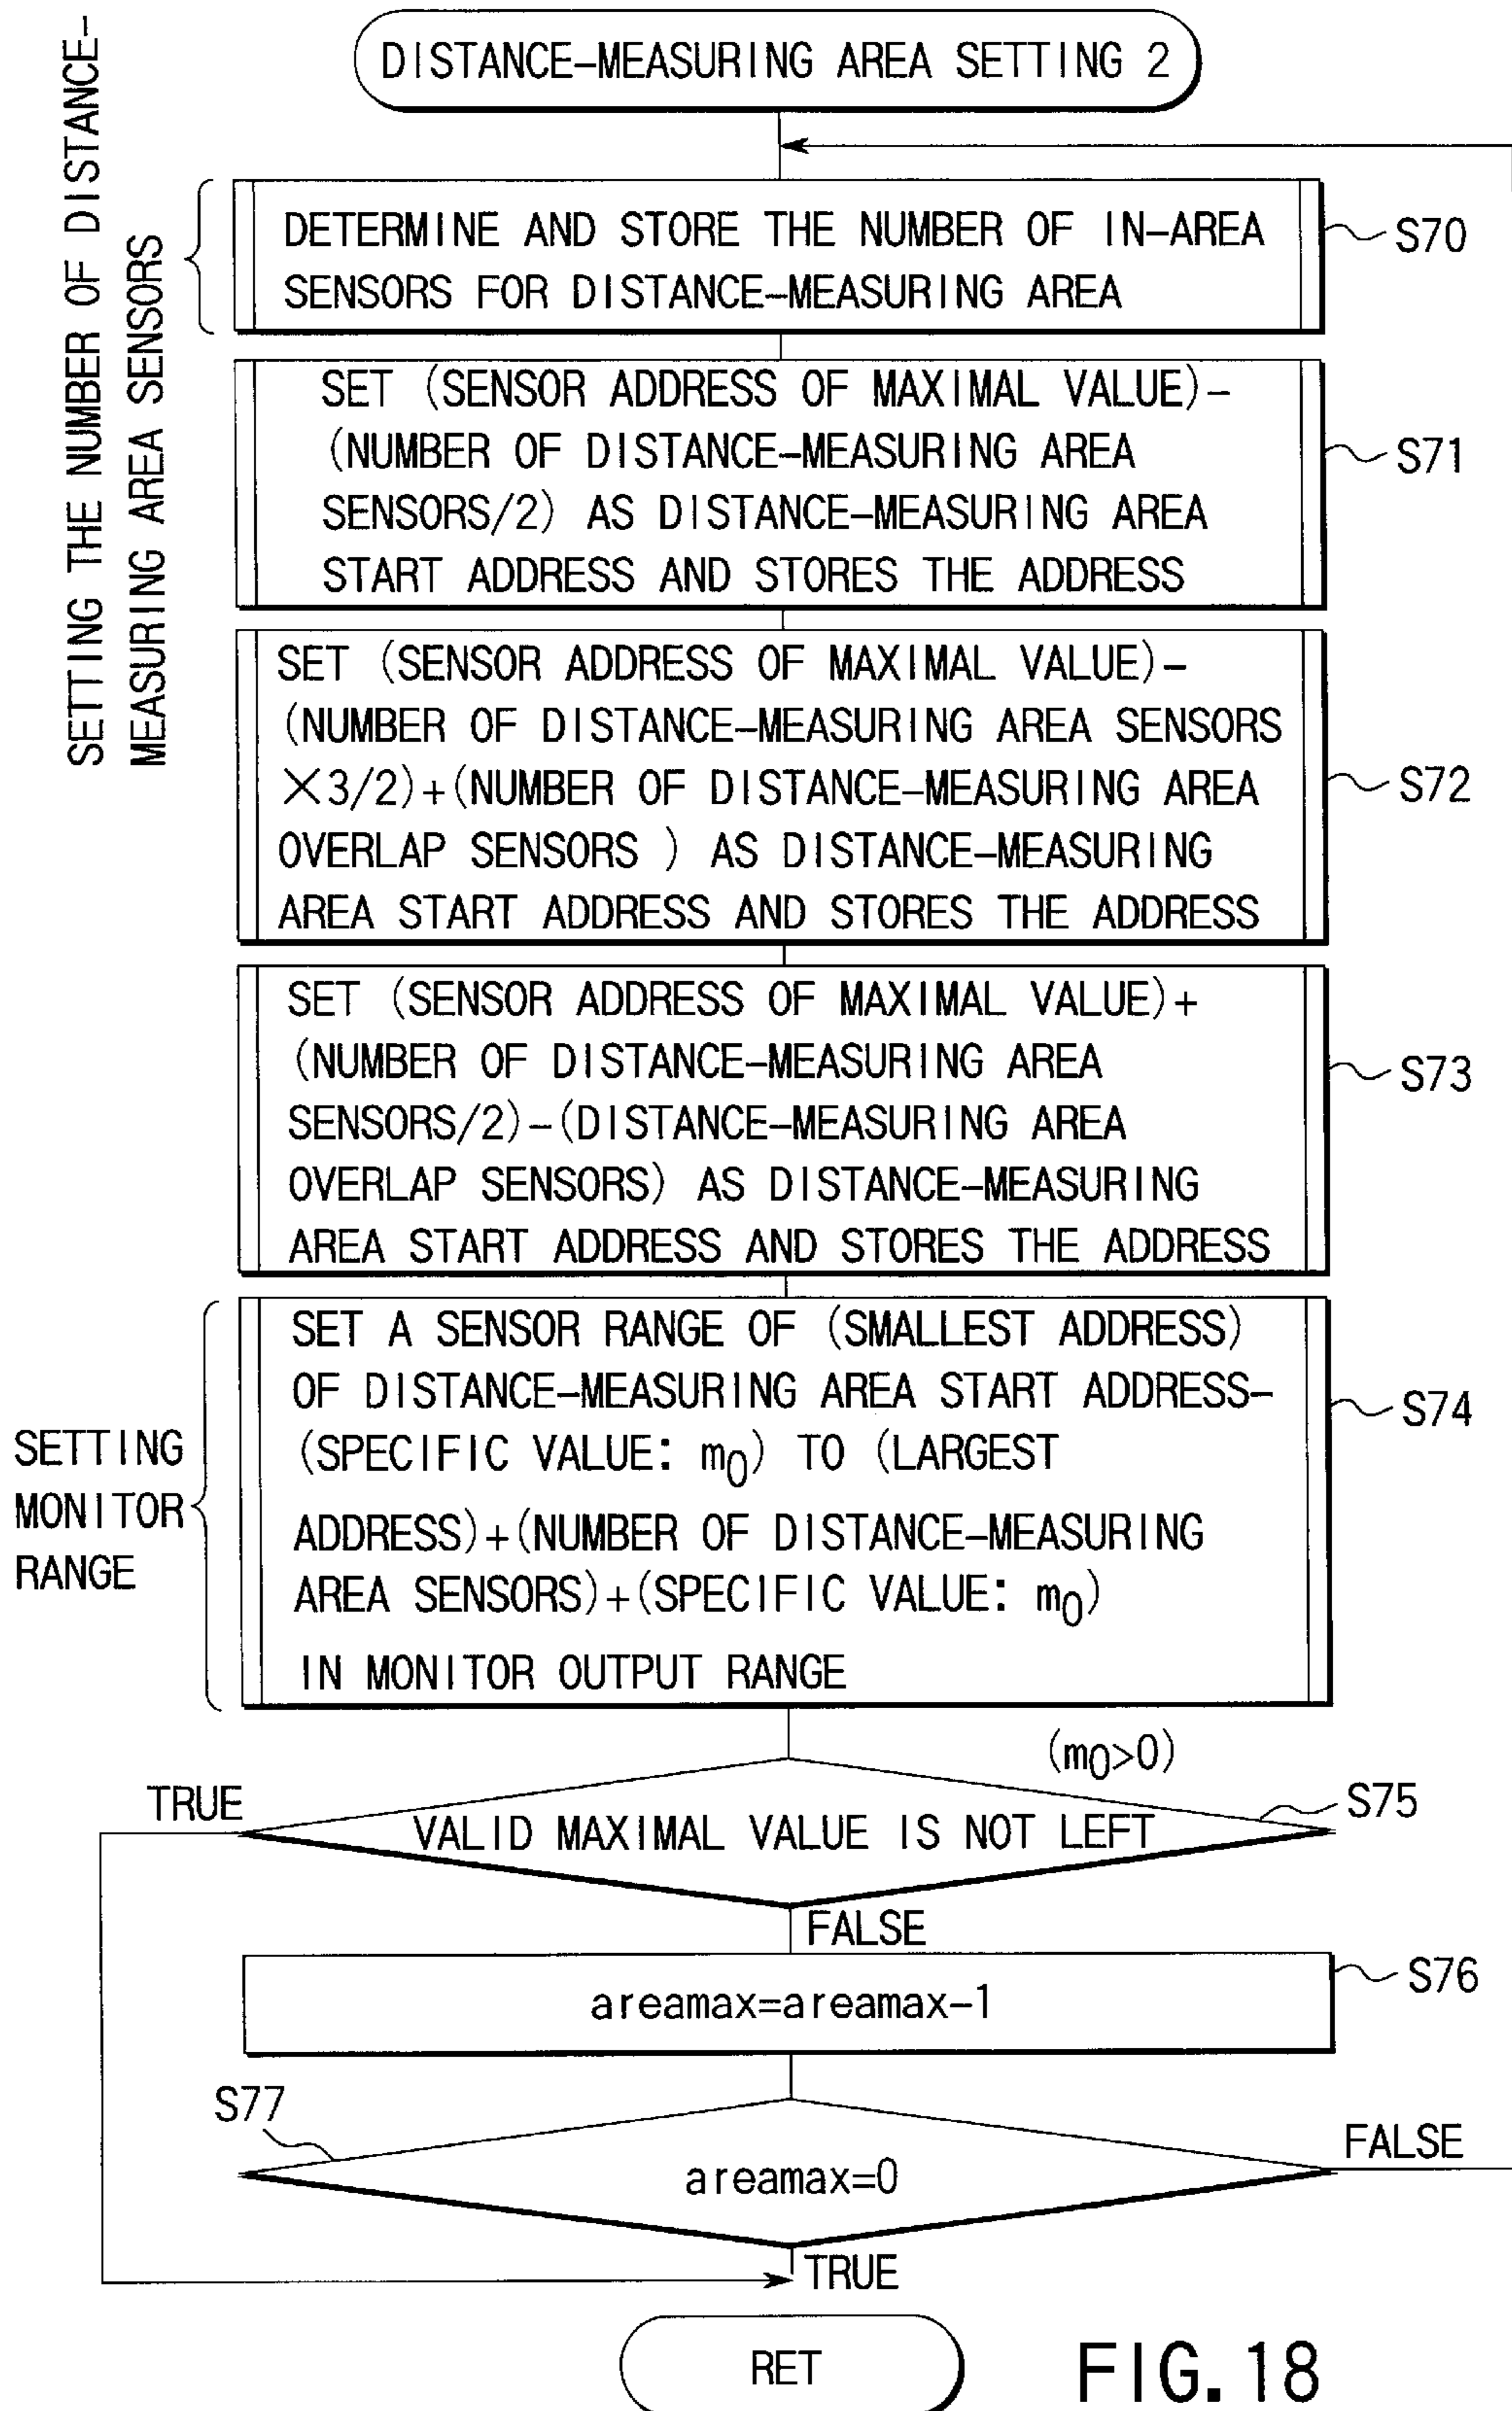 SETTING THE NUMBER OF DISTANCE-
MEASURING AREA SENSORS
DISTANCE-MEASURING AREA SETTING 2
DETERMINE AND STORE THE NUMBER OF IN-AREA
SENSORS FOR DISTANCE-MEASURING AREA
S70
SET (SENSOR ADDRESS OF MAXIMAL VALUE)-
(NUMBER OF DISTANCE-MEASURING AREA
SENSORS/2) AS DISTANCE-MEASURING AREA
START ADDRESS AND STORES THE ADDRESS
S71
SET (SENSOR ADDRESS OF MAXIMAL VALUE)-
(NUMBER OF DISTANCE-MEASURING AREA SENSORS
×3/2)+(NUMBER OF DISTANCE-MEASURING AREA
OVERLAP SENSORS ) AS DISTANCE-MEASURING
AREA START ADDRESS AND STORES THE ADDRESS
S72
SET (SENSOR ADDRESS OF MAXIMAL VALUE)+
(NUMBER OF DISTANCE-MEASURING AREA
SENSORS/2)-(DISTANCE-MEASURING AREA
OVERLAP SENSORS) AS DISTANCE-MEASURING
AREA START ADDRESS AND STORES THE ADDRESS
S73
SETTING
MONITOR
RANGE
SET A SENSOR RANGE OF (SMALLEST ADDRESS)
OF DISTANCE-MEASURING AREA START ADDRESS-
(SPECIFIC VALUE: m0) TO (LARGEST
ADDRESS)+(NUMBER OF DISTANCE-MEASURING
AREA SENSORS)+(SPECIFIC VALUE: m0)
IN MONITOR OUTPUT RANGE
S74
(m0>0)
TRUE
VALID MAXIMAL VALUE IS NOT LEFT
S75
FALSE
areamax=areamax-1
S76
S77
areamax=0
FALSE
TRUE
RET
FIG.18